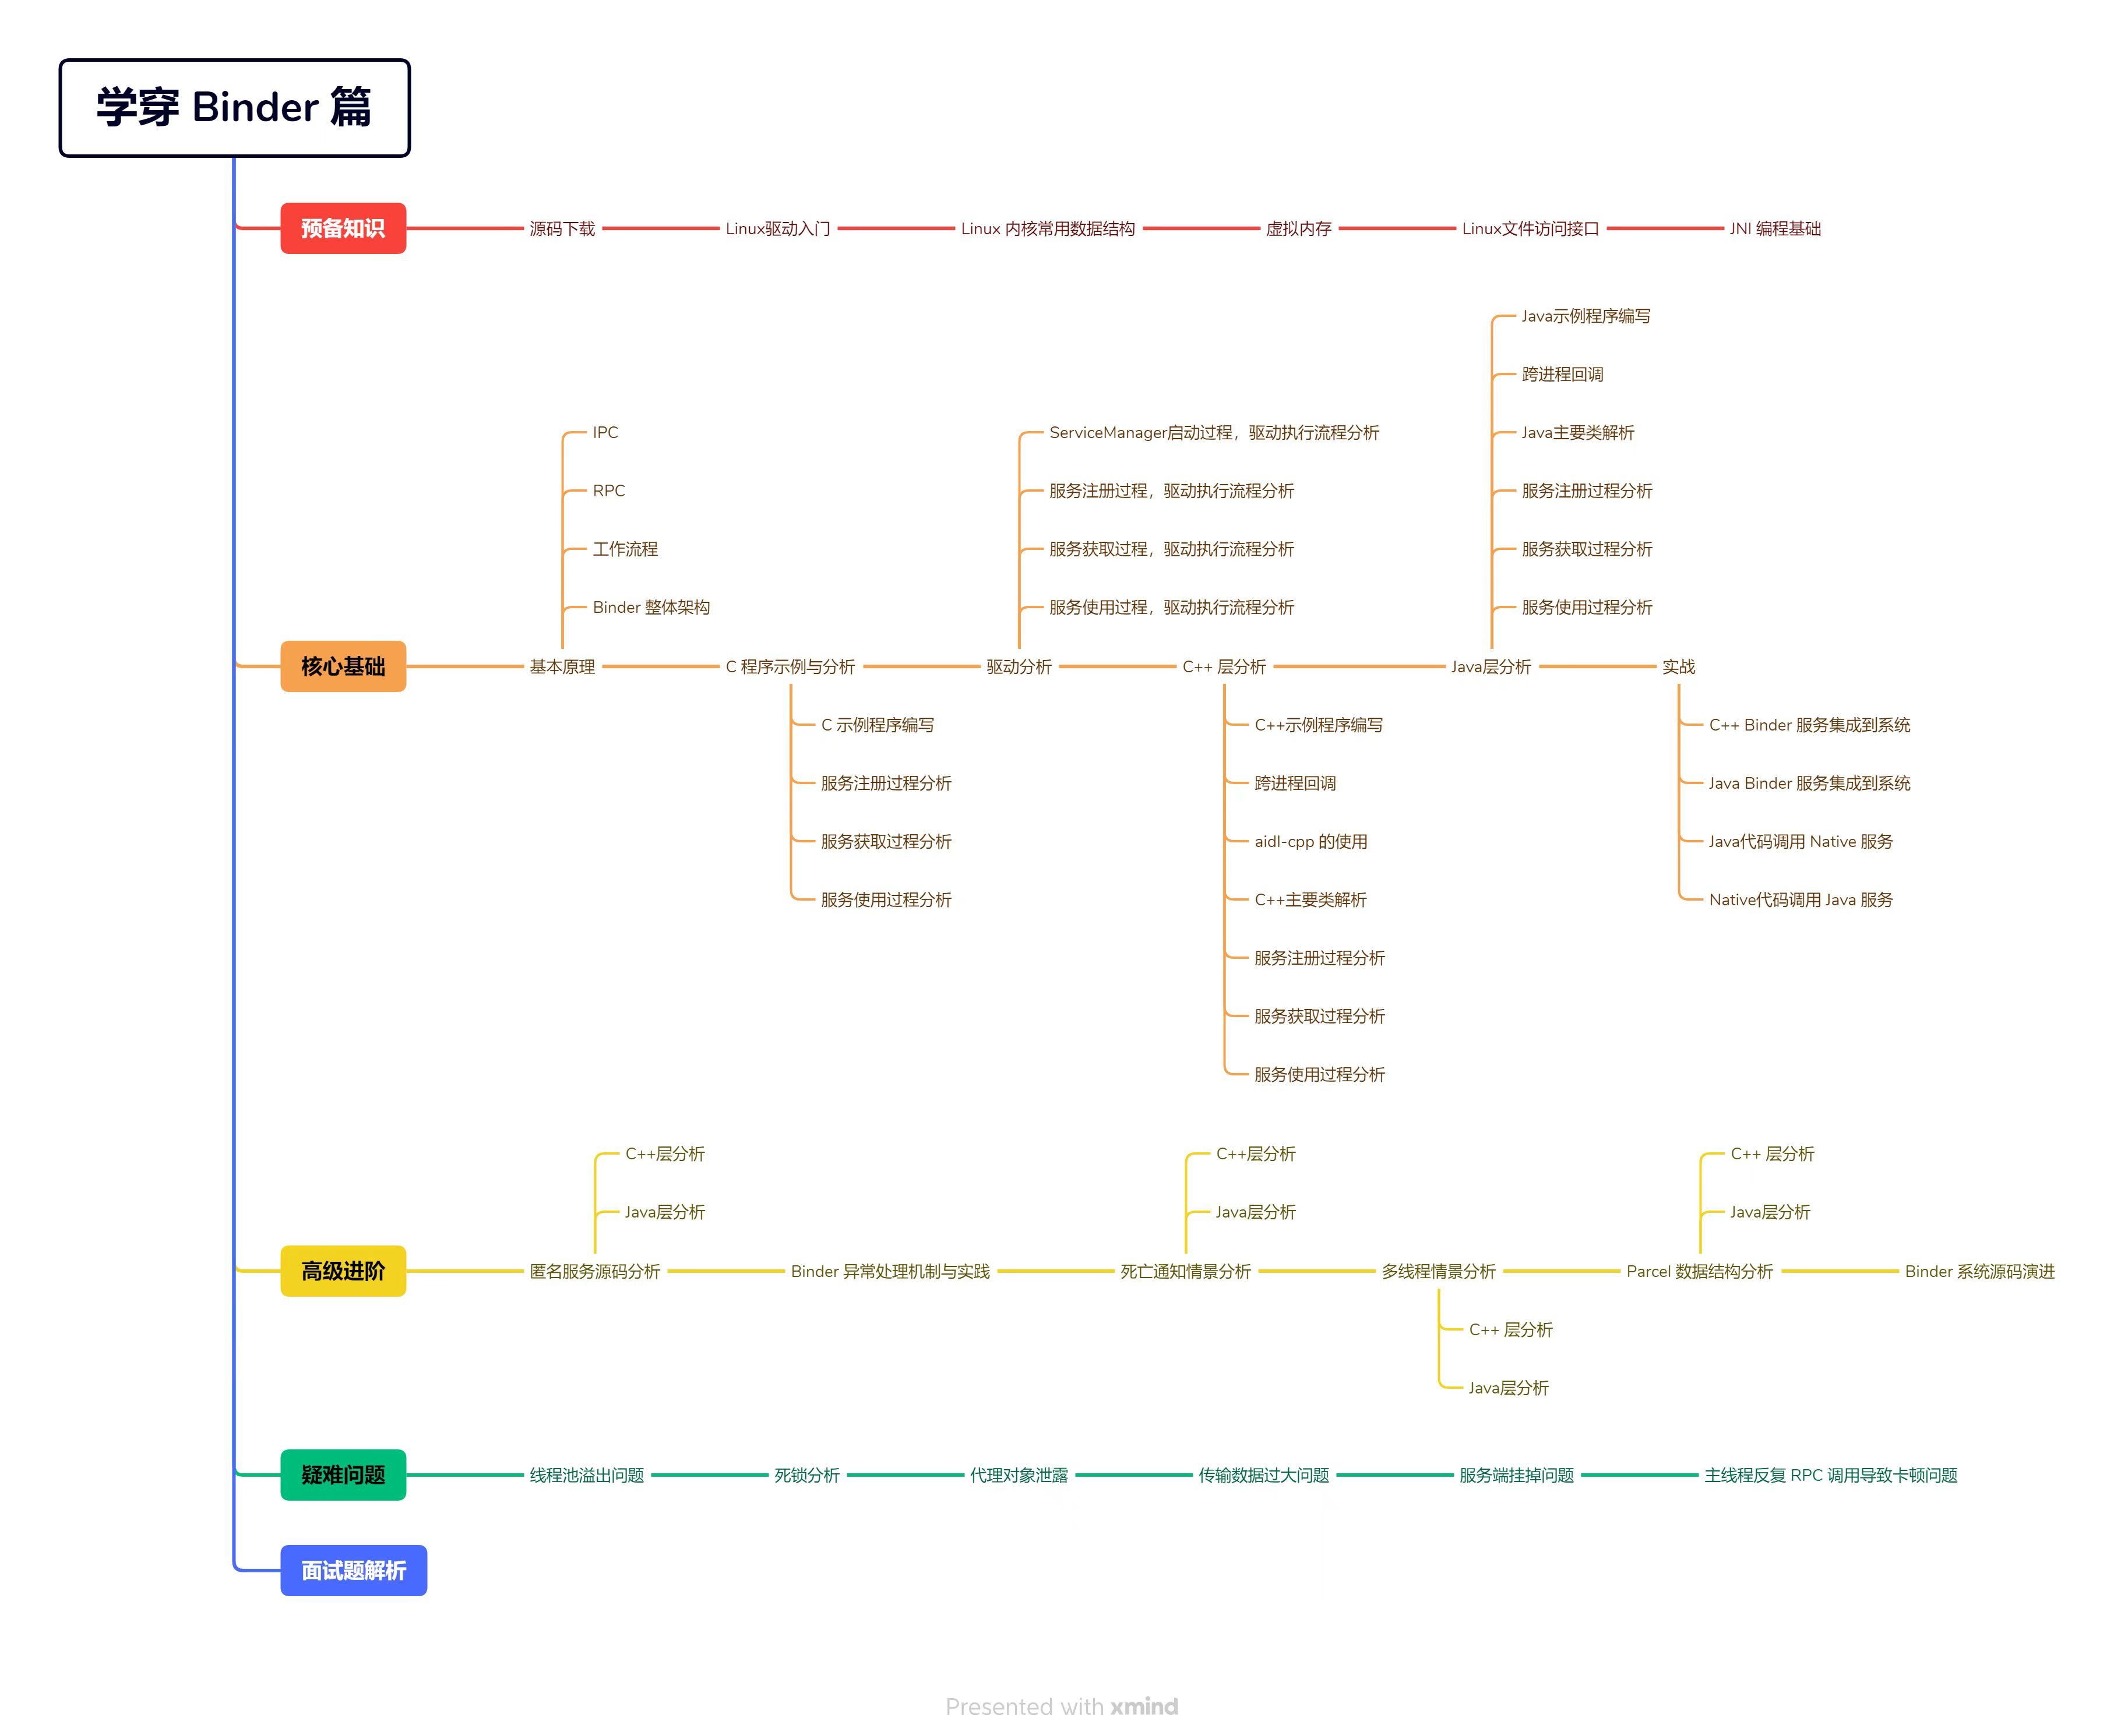 学穿 Binder 篇
预备知识
源码下载
Linux驱动入门
Linux 内核常用数据结构
虚拟内存
Linux文件访问接口
JNI 编程基础
核心基础
基本原理
IPC
RPC
工作流程
Binder 整体架构
C 程序示例与分析
C 示例程序编写
服务注册过程分析
服务获取过程分析
服务使用过程分析
驱动分析
ServiceManager启动过程，驱动执行流程分析
服务注册过程，驱动执行流程分析
服务获取过程，驱动执行流程分析
服务使用过程，驱动执行流程分析
C++ 层分析
C++示例程序编写
跨进程回调
aidl-cpp 的使用
C++主要类解析
服务注册过程分析
服务获取过程分析
服务使用过程分析
Java层分析
Java示例程序编写
跨进程回调
Java主要类解析
服务注册过程分析
服务获取过程分析
服务使用过程分析
实战
C++ Binder 服务集成到系统
Java Binder 服务集成到系统
Java代码调用 Native 服务
Native代码调用 Java 服务
高级进阶
匿名服务源码分析
C++层分析
Java层分析
Binder 异常处理机制与实践
死亡通知情景分析
C++层分析
Java层分析
多线程情景分析
C++ 层分析
Java层分析
Parcel 数据结构分析
C++ 层分析
Java层分析
Binder 系统源码演进
疑难问题
线程池溢出问题
死锁分析
代理对象泄露
传输数据过大问题
服务端挂掉问题
主线程反复 RPC 调用导致卡顿问题
面试题解析
Presented with xmind